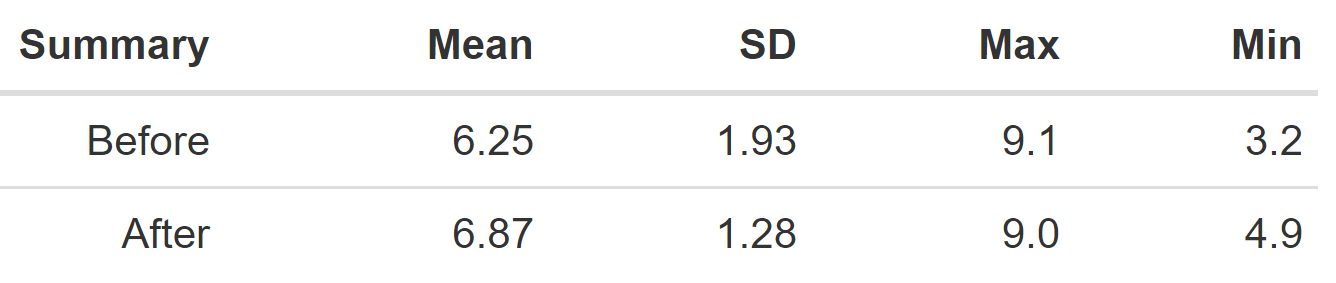 Summary Mean SD Max Min
Before 6.25 1.93 9.1 3.2
After 6.87 1.28 9.0 4.9